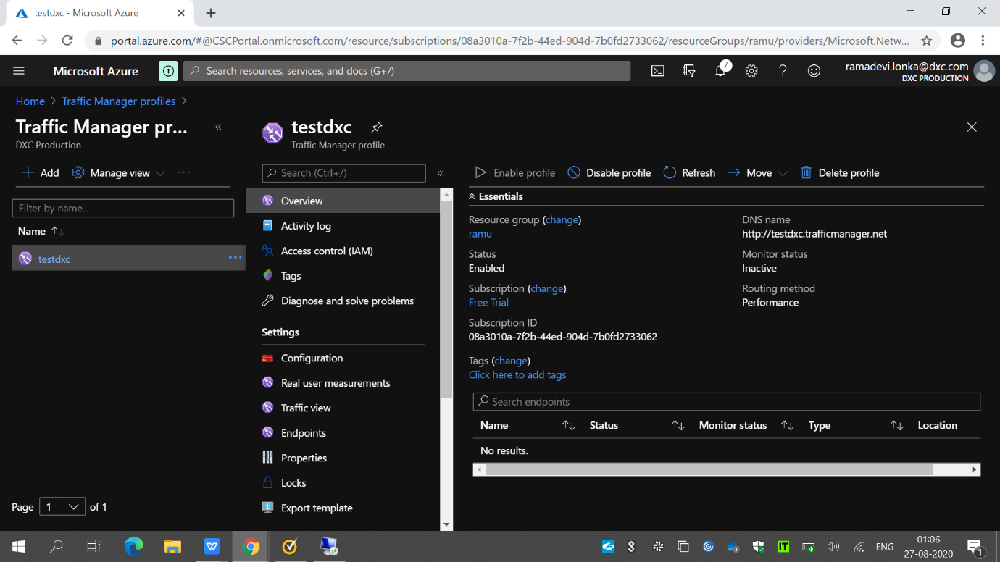 testdxc - Microsoft Azure
portal.azure.com/#@CSCPortal.onmicrosoft.com/resource/subscriptions/08a3010a-7f2b-44ed-904d-7b0fd2733062/resourceGroups/ramu/providers/Microsoft.Netw...
Microsoft Azure
Search resources, services, and docs (G+/)
7
ramadevi.lonka@dxc.com
DXC PRODUCTION
Home > Traffic Manager profiles >
Traffic Manager pr...
DXC Production
Add Manage view ...
Filter by name...
Name
testdxc ...
Page 1 of 1
testdxc
Traffic Manager profile
Search (Ctrl+/)
Overview
Activity log
Access control (IAM)
Tags
Diagnose and solve problems
Settings
Configuration
Real user measurements
Traffic view
Endpoints
Properties
Locks
Export template
Enable profile Disable profile Refresh Move Delete profile
Essentials
Resource group (change)
ramu
Status
Enabled
Subscription (change)
Free Trial
Subscription ID
08a3010a-7f2b-44ed-904d-7b0fd2733062
Tags (change)
Click here to add tags
DNS name
http://testdxc.trafficmanager.net
Monitor status
Inactive
Routing method
Performance
Search endpoints
Name Status Monitor status Type Location
No results.
ENG
01:06
27-08-2020
1